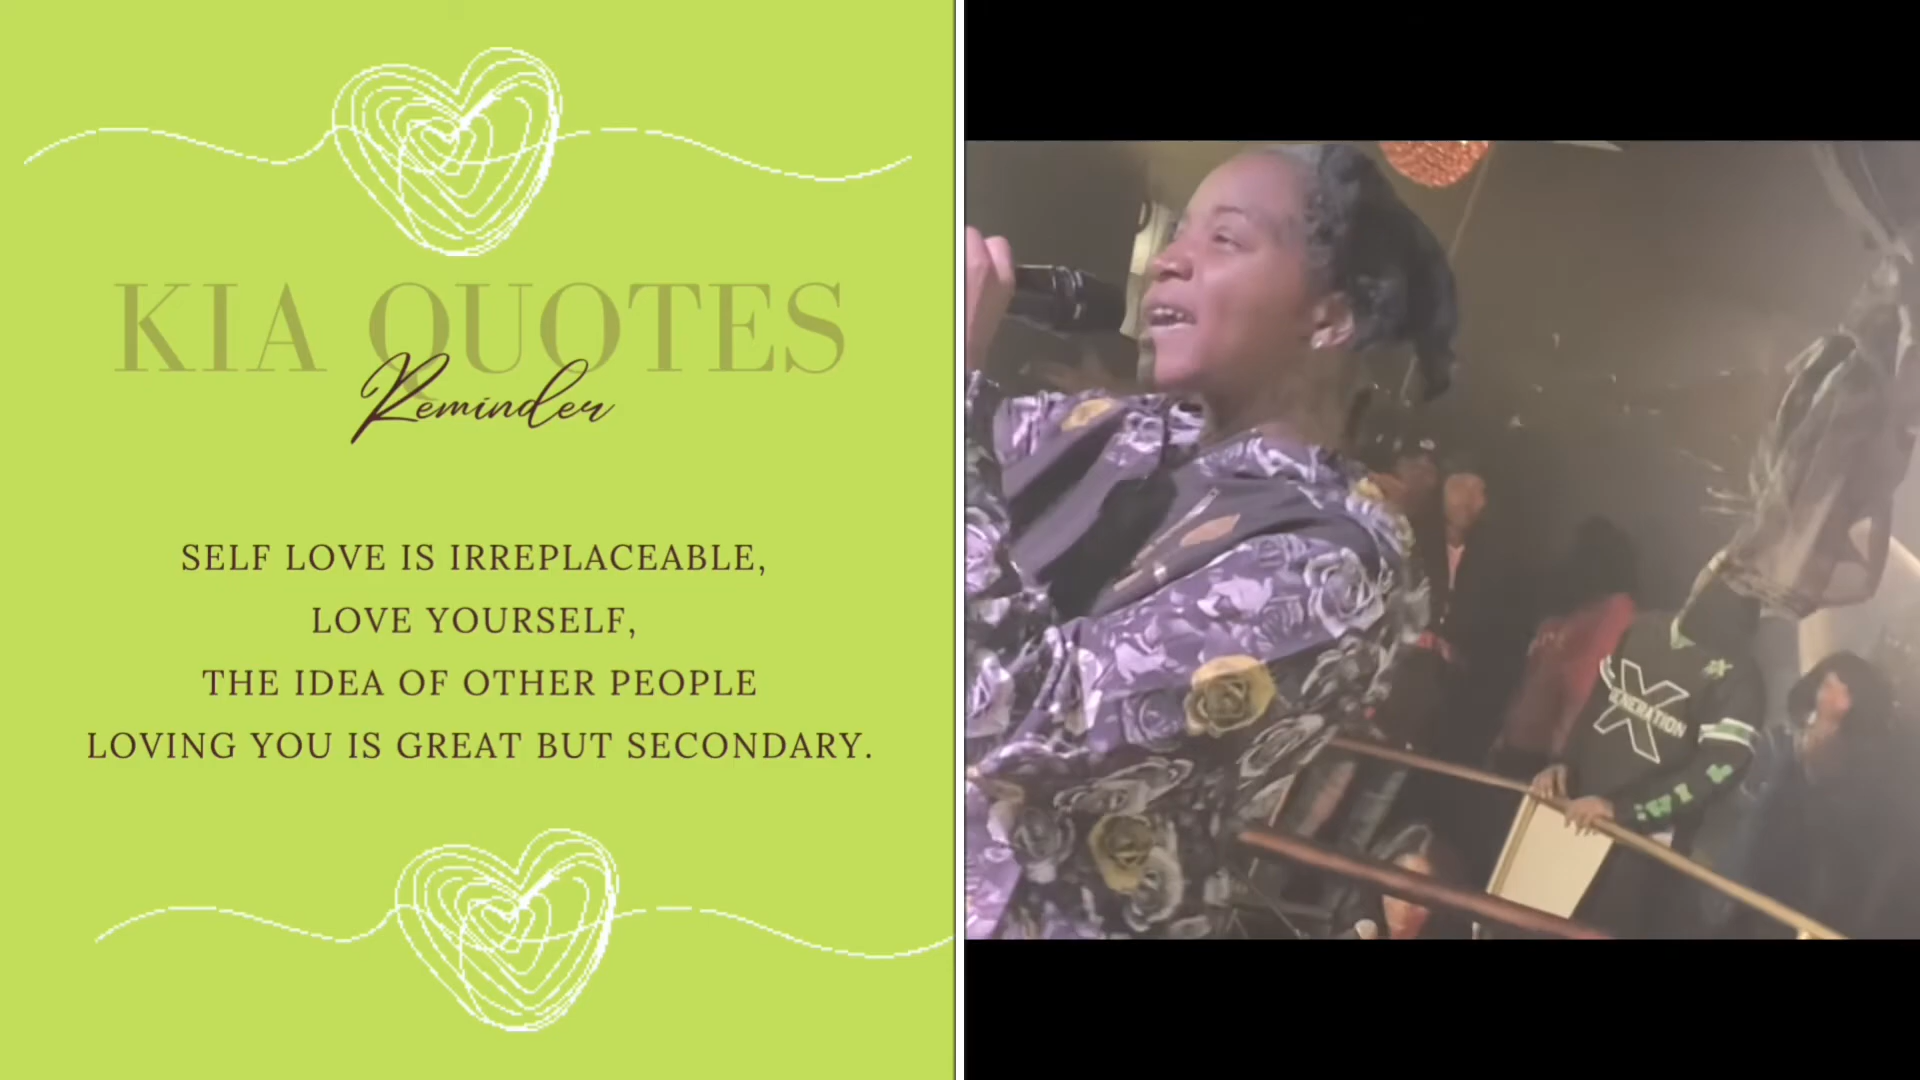 KIA QUOTES
Reminder
SELF LOVE IS IRREPLACEABLE,
LOVE YOURSELF,
THE IDEA OF OTHER PEOPLE
LOVING YOU IS GREAT BUT SECONDARY.
X
GENERATION